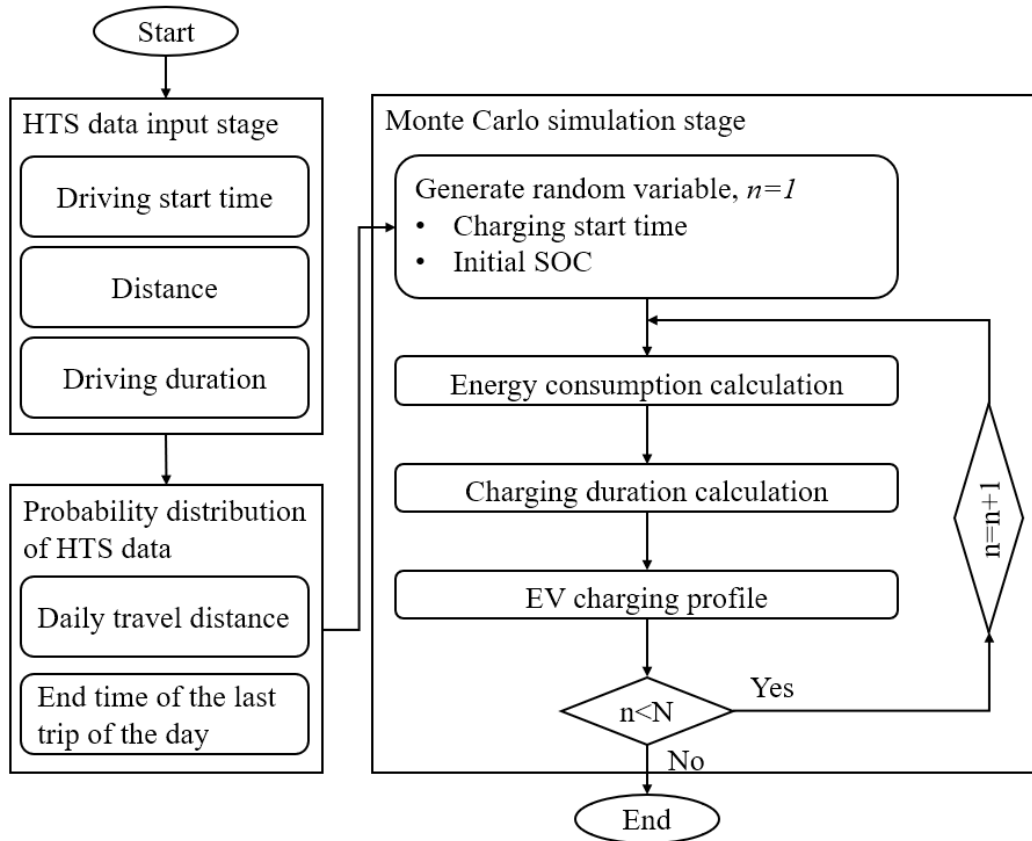 Start
HTS data input stage
Driving start time
Distance
Driving duration
Probability distribution
of HTS data
Daily travel distance
End time of the last
trip of the day
Monte Carlo simulation stage
Generate random variable, n=1
• Charging start time
• Initial SOC
Energy consumption calculation
Charging duration calculation
EV charging profile
n<N
Yes
n=n+1
No
End